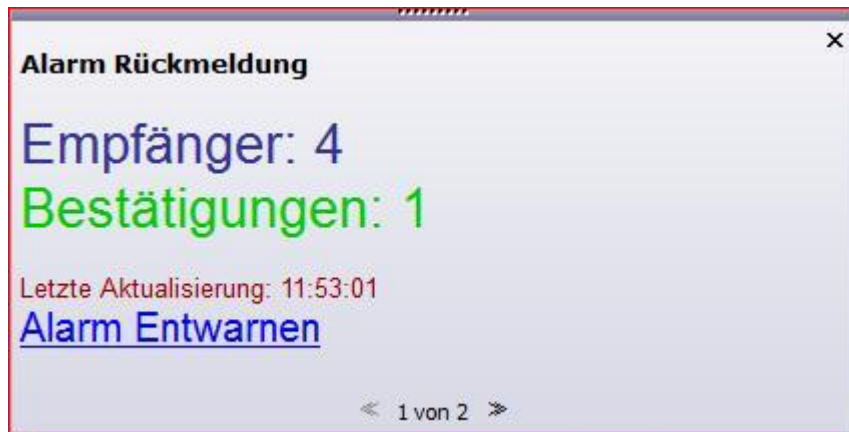 Alarm Rückmeldung
Empfänger: 4
Bestätigungen: 1
Letzte Aktualisierung: 11:53:01
Alarm Entwarnen
≪ 1 von 2 ≫